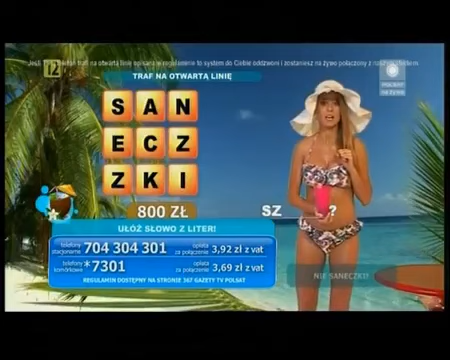 12
TRAF NA OTWARTĄ LINIĘ
SAN
ECZ
ZKI
800 ZŁ
SZ ?
UŁÓŻ SŁOWO Z LITER!
telefony stacjonarne 704 304 301 opłata za połączenie 3,92 zł z vat
telefony komórkowe *7301 opłata za połączenie 3,69 zł z vat
REGULAMIN DOSTĘPNY NA STRONIE 367 GAZETY TV POLSAT
NIE SANECZKI!